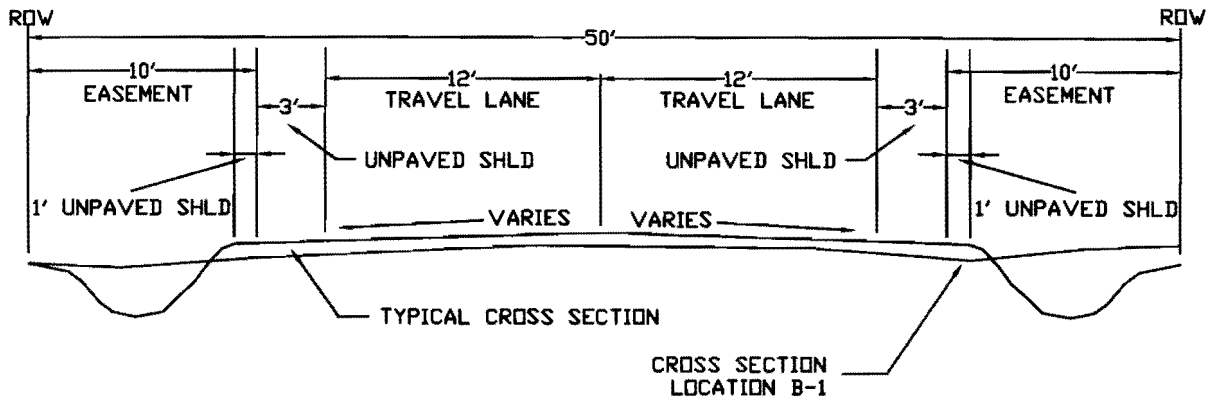 ROW
ROW
50'
10'
EASEMENT
3'
12'
TRAVEL LANE
12'
TRAVEL LANE
3'
10'
EASEMENT
UNPAVED SHLD
UNPAVED SHLD
1' UNPAVED SHLD
VARIES
VARIES
1' UNPAVED SHLD
TYPICAL CROSS SECTION
CROSS SECTION
LOCATION B-1